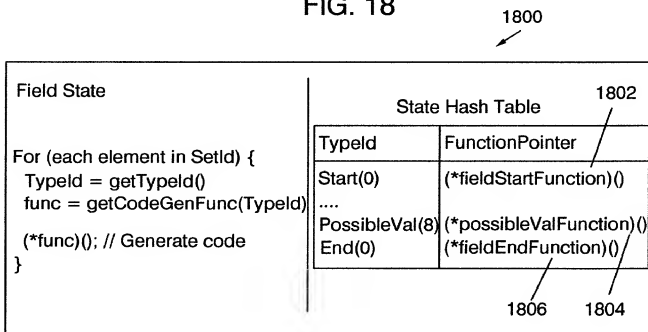 FIG. 18
1800
Field State
For (each element in SetId) {
TypeId = getTypeId()
func = getCodeGenFunc(TypeId)
(*func)(); // Generate code
}
State Hash Table
1802
TypeId FunctionPointer
Start(0) (*fieldStartFunction)()
....
PossibleVal(8) (*possibleValFunction)()
End(0) (*fieldEndFunction)()
1806 1804